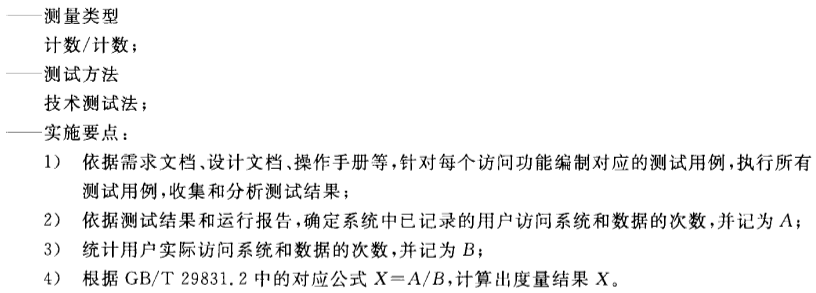 ——测量类型
计数/计数;
——测试方法
技术测试法;
——实施要点:
1) 依据需求文档、设计文档、操作手册等,针对每个访问功能编制对应的测试用例,执行所有
测试用例,收集和分析测试结果;
2) 依据测试结果和运行报告,确定系统中已记录的用户访问系统和数据的次数,并记为 A;
3) 统计用户实际访问系统和数据的次数,并记为 B;
4) 根据 GB/T 29831.2 中的对应公式 X=A/B,计算出度量结果 X。